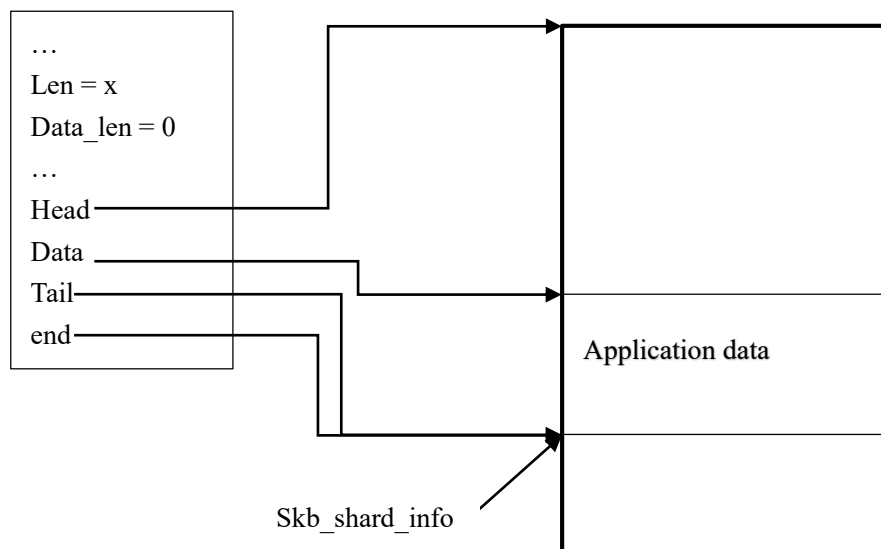 …
Len = x
Data_len = 0
…
Head
Data
Tail
end
Application data
Skb_shard_info